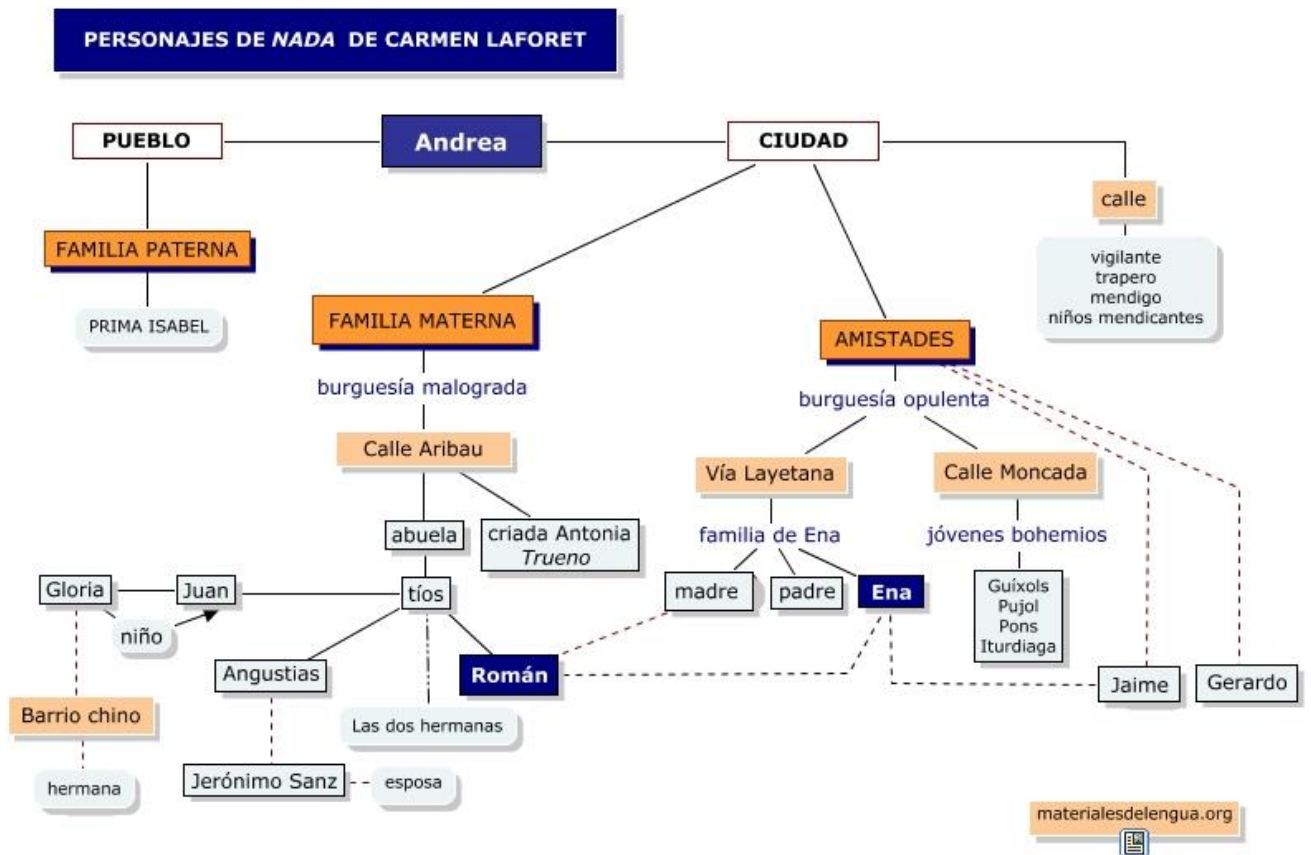 PERSONAJES DE NADA DE CARMEN LAFORET
PUEBLO
Andrea
CIUDAD
calle
vigilante
trapero
mendigo
niños mendicantes
FAMILIA PATERNA
PRIMA ISABEL
FAMILIA MATERNA
AMISTADES
burguesía malograda
burguesía opulenta
Calle Aribau
Vía Layetana
Calle Moncada
abuela
criada Antonia
Trueno
familia de Ena
jóvenes bohemios
Gloria
Juan
tíos
madre
padre
Ena
Guíxols
Pujol
Pons
Iturdiaga
niño
Angustias
Román
Jaime
Gerardo
Barrio chino
Las dos hermanas
hermana
Jerónimo Sanz
esposa
materialesdelengua.org